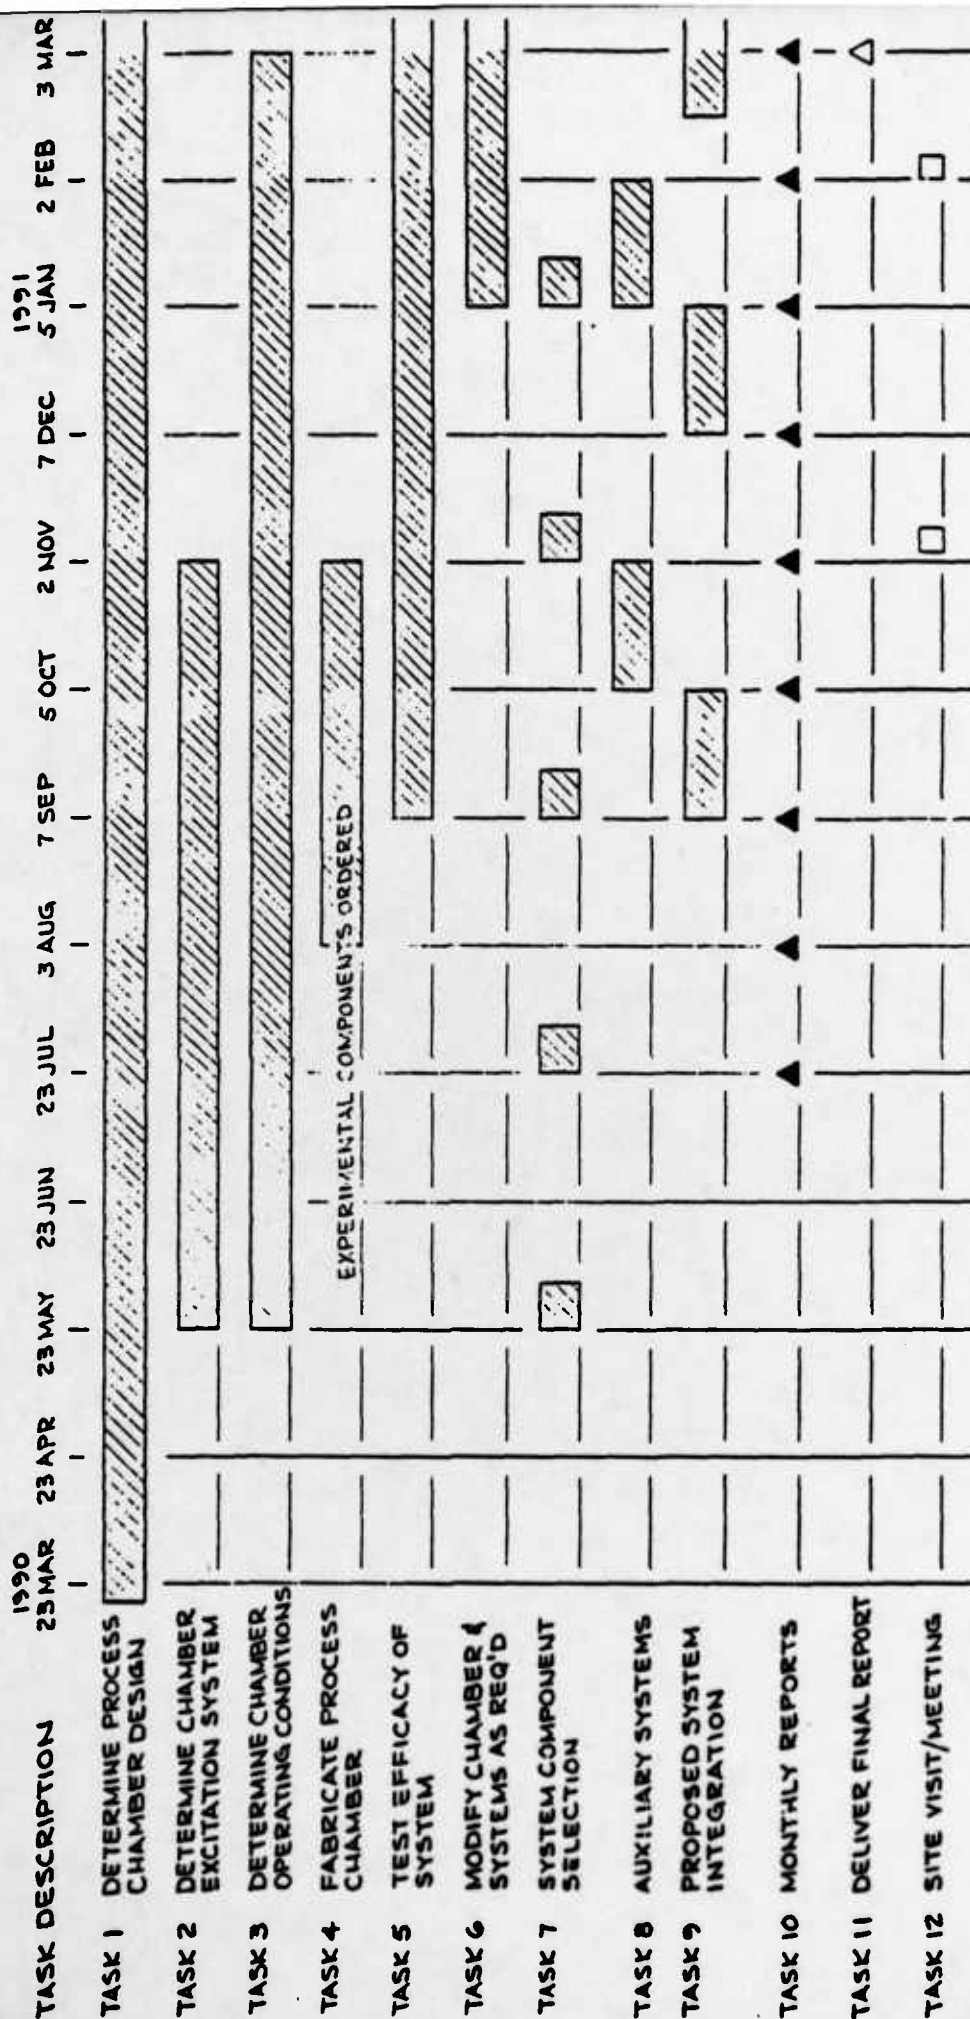 TASK DESCRIPTION
1990
1991
23 MAR 23 APR 23 MAY 23 JUN 23 JUL 3 AUG 7 SEP 5 OCT 2 NOV 7 DEC 5 JAN 2 FEB 3 MAR
TASK 1 DETERMINE PROCESS
CHAMBER DESIGN
TASK 2 DETERMINE CHAMBER
EXCITATION SYSTEM
TASK 3 DETERMINE CHAMBER
OPERATING CONDITIONS
TASK 4 FABRICATE PROCESS
CHAMBER
EXPERIMENTAL COMPONENTS ORDERED
TASK 5 TEST EFFICACY OF
SYSTEM
TASK 6 MODIFY CHAMBER &
SYSTEMS AS REQ'D
TASK 7 SYSTEM COMPONENT
SELECTION
TASK 8 AUXILIARY SYSTEMS
TASK 9 PROPOSED SYSTEM
INTEGRATION
TASK 10 MONTHLY REPORTS
TASK 11 DELIVER FINAL REPORT
TASK 12 SITE VISIT/MEETING